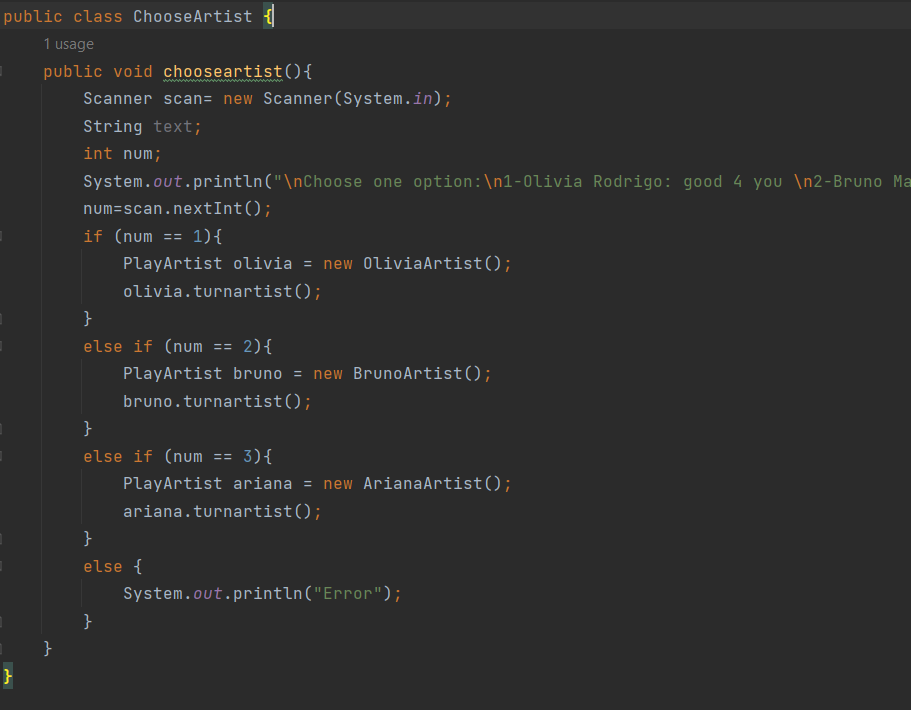 public class ChooseArtist {
1 usage
public void chooseartist(){
Scanner scan= new Scanner(System.in);
String text;
int num;
System.out.println("\nChoose one option:\n1-Olivia Rodrigo: good 4 you \n2-Bruno Ma
num=scan.nextInt();
if (num == 1){
PlayArtist olivia = new OliviaArtist();
olivia.turnartist();
}
else if (num == 2){
PlayArtist bruno = new BrunoArtist();
bruno.turnartist();
}
else if (num == 3){
PlayArtist ariana = new ArianaArtist();
ariana.turnartist();
}
else {
System.out.println("Error");
}
}
}